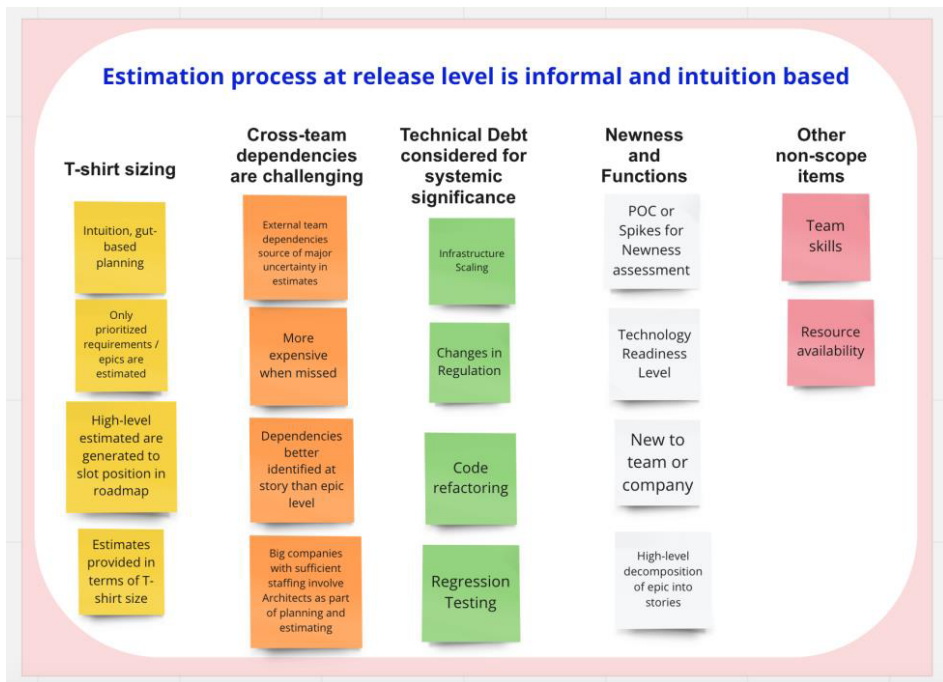 Estimation process at release level is informal and intuition based
T-shirt sizing
Intuition, gut-
based
planning
Only
prioritized
requirements /
epics are
estimated
High-level
estimated are
generated to
slot position in
roadmap
Estimates
provided in
terms of T-
shirt size
Cross-team
dependencies
are challenging
External team
dependencies
source of major
uncertainty in
estimates
More
expensive
when missed
Dependencies
better
identified at
story than epic
level
Big companies
with sufficient
staffing involve
Architects as part
of planning and
estimating
Technical Debt
considered for
systemic
significance
Infrastructure
Scaling
Changes in
Regulation
Code
refactoring
Regression
Testing
Newness
and
Functions
POC or
Spikes for
Newness
assessment
Technology
Readiness
Level
New to
team or
company
High-level
decomposition
of epic into
stories
Other
non-scope
items
Team
skills
Resource
availability